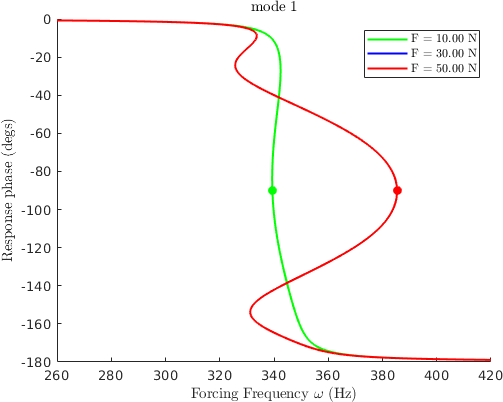 mode 1
F = 10.00 N
F = 30.00 N
F = 50.00 N
Response phase (degs)
0
-20
-40
-60
-80
-100
-120
-140
-160
-180
260 280 300 320 340 360 380 400 420
Forcing Frequency ω (Hz)